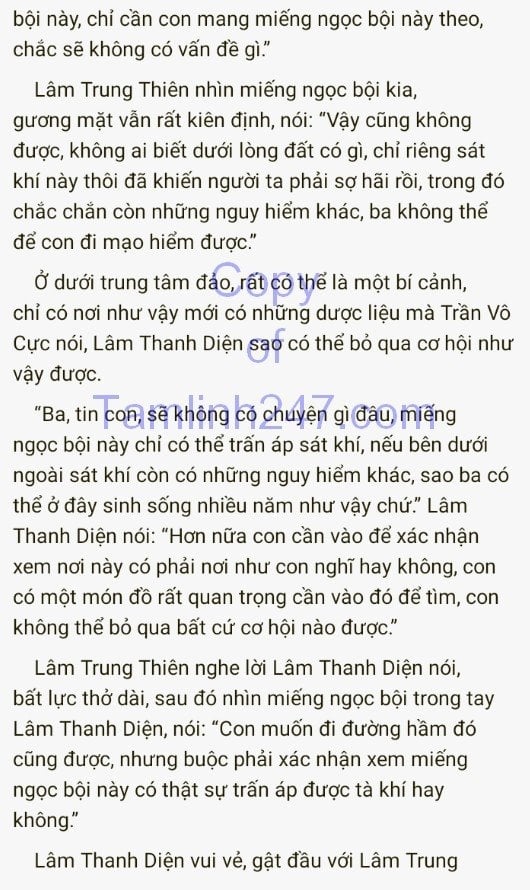 bội này, chỉ cần con mang miếng ngọc bội này theo,
chắc sẽ không có vấn đề gì.”
Lâm Trung Thiên nhìn miếng ngọc bội kia,
gương mặt vẫn rất kiên định, nói: “Vậy cũng không
được, không ai biết dưới lòng đất có gì, chỉ riêng sát
khí này thôi đã khiến người ta phải sợ hãi rồi, trong đó
chắc chắn còn những nguy hiểm khác, ba không thể
để con đi mạo hiểm được.”
Ở dưới trung tâm đảo, rất có thể là một bí cảnh,
chỉ có nơi như vậy mới có những dược liệu mà Trần Vô
Cực nói, Lâm Thanh Diện sao có thể bỏ qua cơ hội như
vậy được.
“Ba, tin con, sẽ không có chuyện gì đâu, miếng
ngọc bội này chỉ có thể trấn áp sát khí, nếu bên dưới
ngoài sát khí còn có những nguy hiểm khác, sao ba có
thể ở đây sinh sống nhiều năm như vậy chứ.” Lâm
Thanh Diện nói: “Hơn nữa con cần vào để xác nhận
xem nơi này có phải nơi như con nghĩ hay không, con
có một món đồ rất quan trọng cần vào đó để tìm, con
không thể bỏ qua bất cứ cơ hội nào được.”
Lâm Trung Thiên nghe lời Lâm Thanh Diện nói,
bất lực thở dài, sau đó nhìn miếng ngọc bội trong tay
Lâm Thanh Diện, nói: “Con muốn đi đường hầm đó
cũng được, nhưng buộc phải xác nhận xem miếng
ngọc bội này có thật sự trấn áp được tà khí hay
không.”
Lâm Thanh Diện vui vẻ, gật đầu với Lâm Trung
Copy
of
Tamlinh247.com